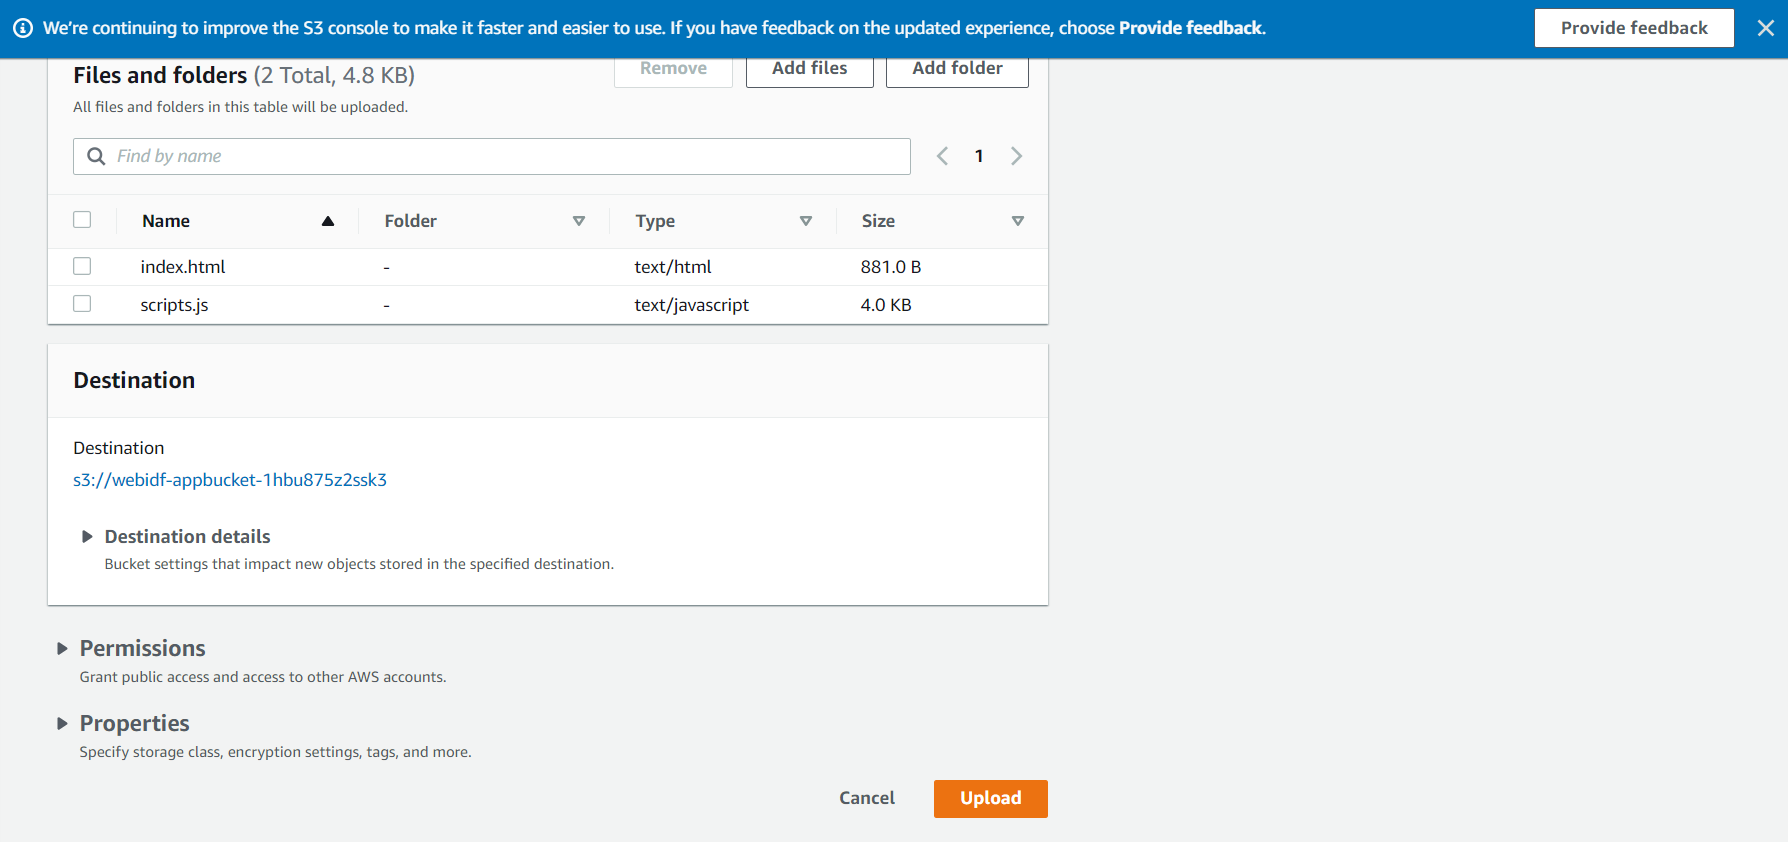 We're continuing to improve the S3 console to make it faster and easier to use. If you have feedback on the updated experience, choose Provide feedback.
Provide feedback
Files and folders (2 Total, 4.8 KB)
Remove
Add files
Add folder
All files and folders in this table will be uploaded.
Find by name
1
Name Folder Type Size
index.html - text/html 881.0 B
scripts.js - text/javascript 4.0 KB
Destination
Destination
s3://webidf-appbucket-1hbu875z2ssk3
Destination details
Bucket settings that impact new objects stored in the specified destination.
Permissions
Grant public access and access to other AWS accounts.
Properties
Specify storage class, encryption settings, tags, and more.
Cancel
Upload